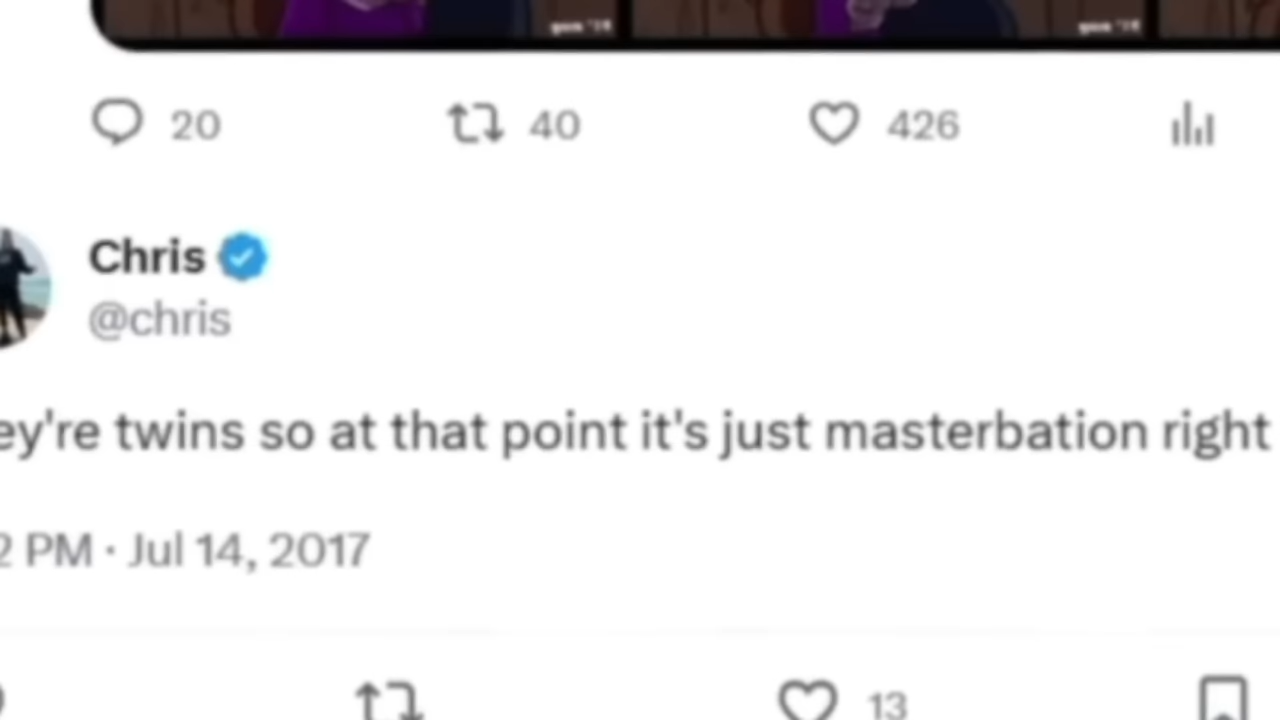 20 40 426
Chris
@chris
ey're twins so at that point it's just masterbation right
2 PM · Jul 14, 2017
13